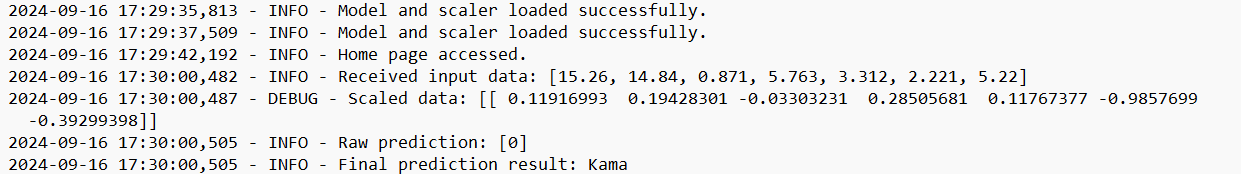 2024-09-16 17:29:35,813 - INFO - Model and scaler loaded successfully.
2024-09-16 17:29:37,509 - INFO - Model and scaler loaded successfully.
2024-09-16 17:29:42,192 - INFO - Home page accessed.
2024-09-16 17:30:00,482 - INFO - Received input data: [15.26, 14.84, 0.871, 5.763, 3.312, 2.221, 5.22]
2024-09-16 17:30:00,487 - DEBUG - Scaled data: [[ 0.11916993  0.19428301 -0.03303231  0.28505681  0.11767377 -0.9857699
  -0.39299398]]
2024-09-16 17:30:00,505 - INFO - Raw prediction: [0]
2024-09-16 17:30:00,505 - INFO - Final prediction result: Kama